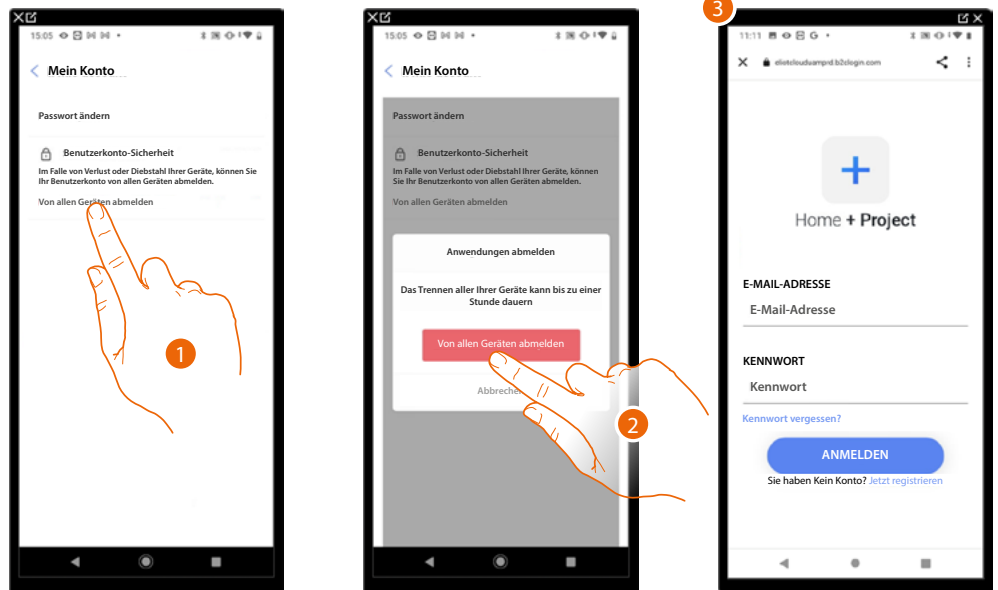 15:05
Mein Konto
Passwort ändern
Benutzerkonto-Sicherheit
Im Falle von Verlust oder Diebstahl Ihrer Geräte, können Sie
Ihr Benutzerkonto von allen Geräten abmelden.
Von allen Geräten abmelden
1
15:05
Mein Konto
Passwort ändern
Benutzerkonto-Sicherheit
Im Falle von Verlust oder Diebstahl Ihrer Geräte, können
Sie Ihr Benutzerkonto von allen Geräten abmelden.
Von allen Geräten abmelden
Anwendungen abmelden
Das Trennen aller Ihrer Geräte kann bis zu einer
Stunde dauern
Von allen Geräten abmelden
Abbreche
2
3
11:11 G
eliotclouduamprd.b2clogin.com
Home + Project
E-MAIL-ADRESSE
E-Mail-Adresse
KENNWORT
Kennwort
Kennwort vergessen?
ANMELDEN
Sie haben Kein Konto? Jetzt registrieren